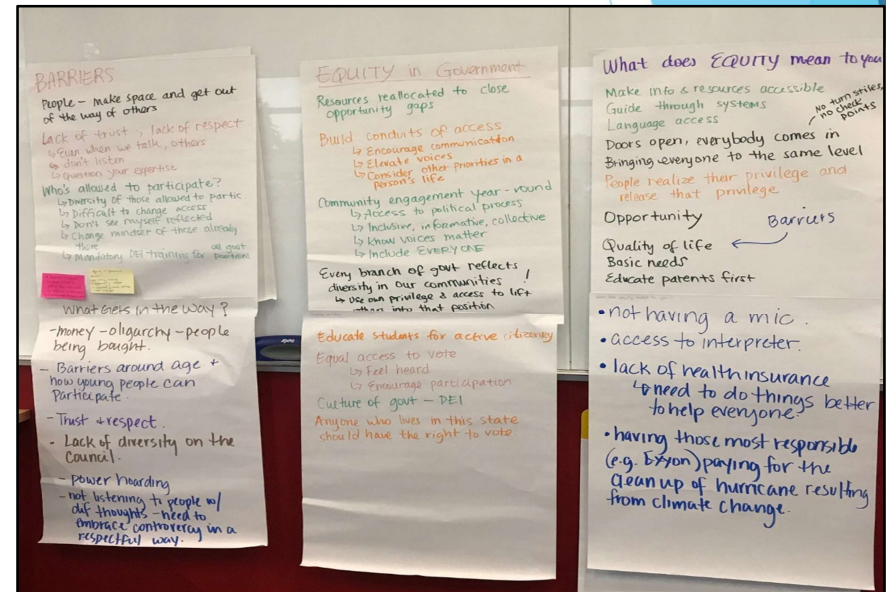 BARRIERS
People - make space and get out
of the way of others
Lack of trust, lack of respect
↳ Even when we talk, others
↳ don't listen
↳ Question your expertise
Who's allowed to participate?
↳ Diversity of those allowed to partic
↳ Difficult to change access
↳ Don't see myself reflected
↳ Change mindset of those already
there
↳ Mandatory DEI training for all govt positions
What Gets in the way?
- money - oligarchy - people
being bought.
- Barriers around age +
how young people can
Participate.
- Trust + respect.
- Lack of diversity on the
Council.
- power hoarding
- not listening to people w/
dif thoughts - need to
embrace controvercy in a
respectful way.
EQUITY in Government
Resources reallocated to close
opportunity gaps
Build conduits of access
↳ Encourage communication
↳ Elevate voices
↳ Consider other priorities in a
person's life
Community engagement year-round
↳ Access to political process
↳ Inclusive, informative, collective
↳ Know voices matter
↳ Include EVERYONE
Every branch of govt reflects
diversity in our communities!
↳ Use own privilege & access to lift
others into that position
Educate students for active citizenry
Equal access to vote
↳ Feel heard
↳ Encourage participation
Culture of govt - DEI
Anyone who lives in this state
should have the right to vote
What does EQUITY mean to you
Make info & resources accessible
Guide through systems
Language access
No turn stiles,
no check
points
Doors open, everybody comes in
Bringing everyone to the same level
People realize their privilege and
release that privilege
Opportunity
Barriers
Quality of life
Basic needs
Educate parents first
• not having a mic.
• access to interpreter.
• lack of health insurance
↳ need to do things better
to help everyone.
• having those most responsible
(e.g. Exxon) paying for the
clean up of hurricane resulting
from climate change.